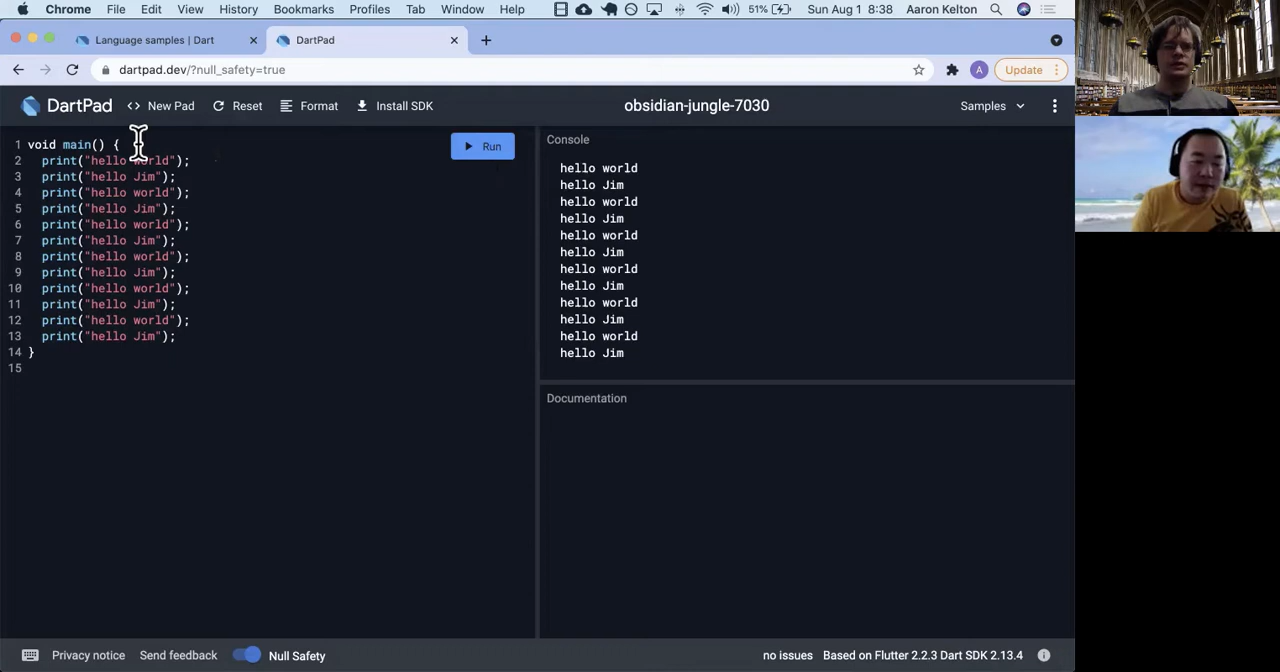 Chrome File Edit View History Bookmarks Profiles Tab Window Help 51% Sun Aug 1 8:38 Aaron Kelton
Language samples | Dart
DartPad
dartpad.dev/?null_safety=true
A
Update
DartPad
<> New Pad
Reset
Format
Install SDK
obsidian-jungle-7030
Samples
1 void main() {
2 print("hello world");
3 print("hello Jim");
4 print("hello world");
5 print("hello Jim");
6 print("hello world");
7 print("hello Jim");
8 print("hello world");
9 print("hello Jim");
10 print("hello world");
11 print("hello Jim");
12 print("hello world");
13 print("hello Jim");
14 }
15
Run
Console
hello world
hello Jim
hello world
hello Jim
hello world
hello Jim
hello world
hello Jim
hello world
hello Jim
hello world
hello Jim
Documentation
Privacy notice
Send feedback
Null Safety
no issues
Based on Flutter 2.2.3 Dart SDK 2.13.4